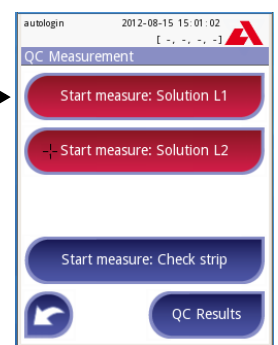 autologin 2012-08-15 15:01:02
[ -, -, -, -]
QC Measurement
Start measure: Solution L1
Start measure: Solution L2
Start measure: Check strip
QC Results